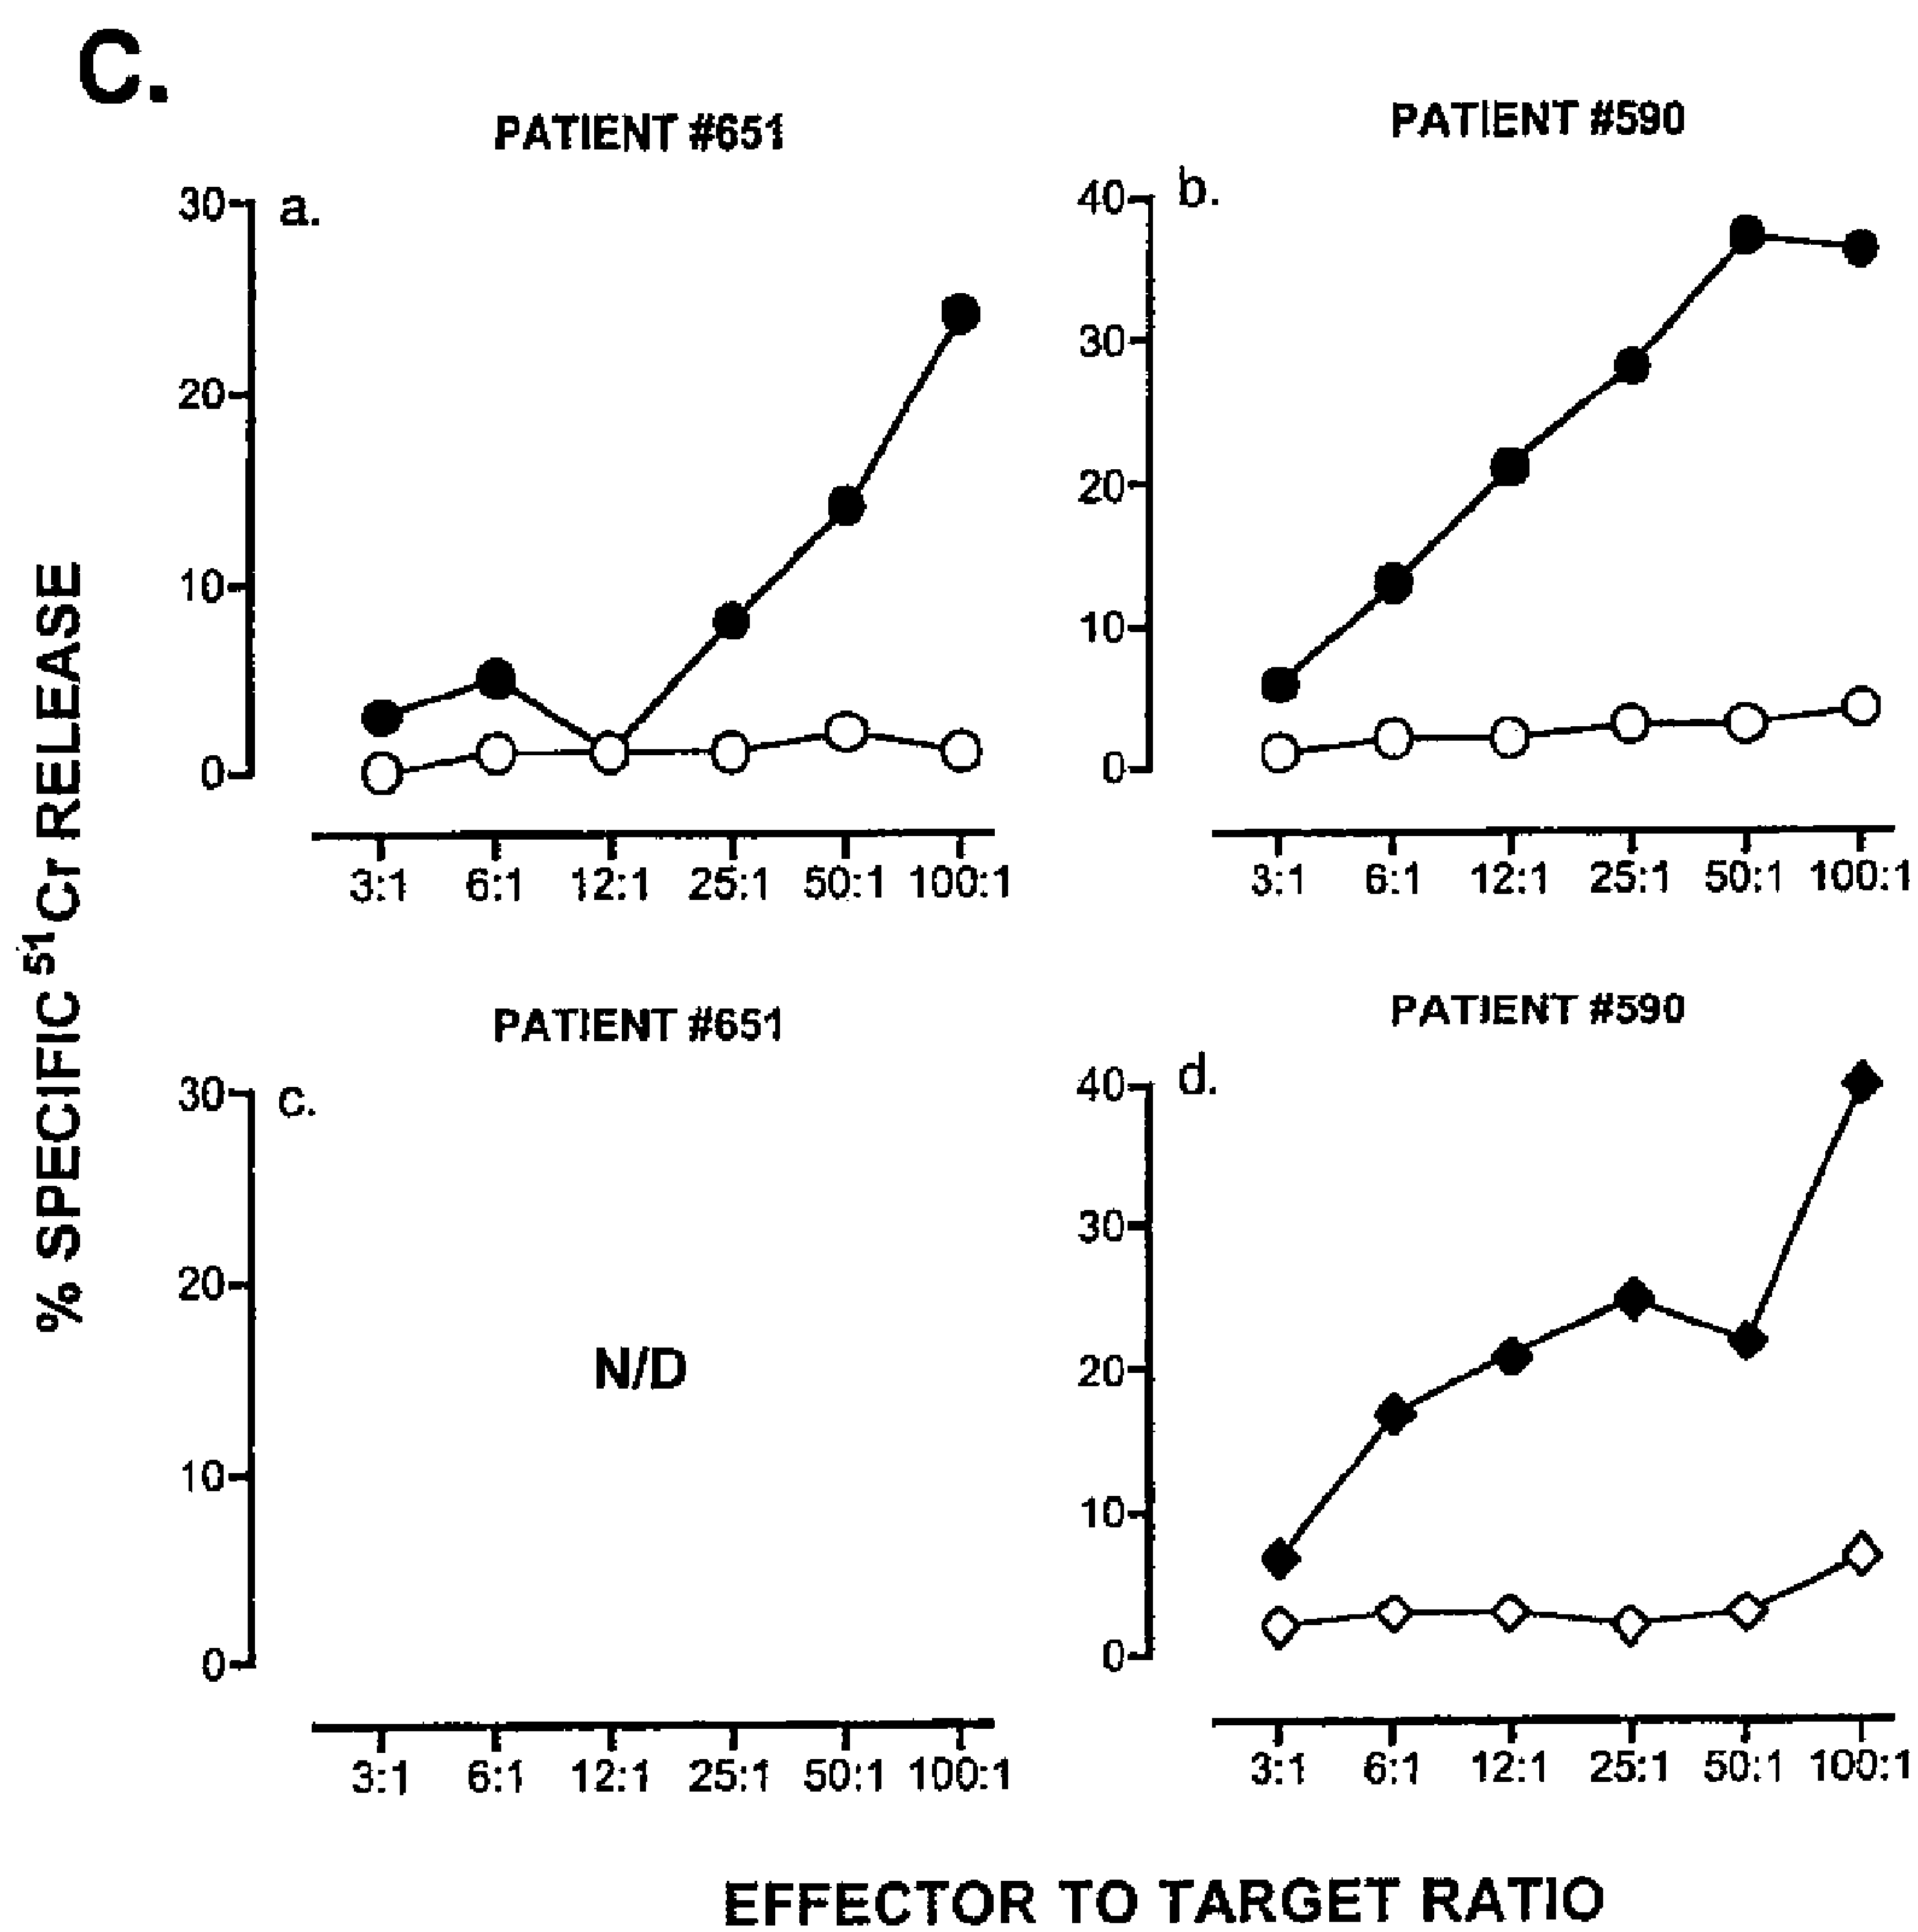 C.
PATIENT #651
a.
30
20
10
0
3:1 6:1 12:1 25:1 50:1 100:1
PATIENT #590
b.
40
30
20
10
0
3:1 6:1 12:1 25:1 50:1 100:1
% SPECIFIC ⁵¹Cr RELEASE
PATIENT #651
c.
30
20
10
0
N/D
3:1 6:1 12:1 25:1 50:1 100:1
PATIENT #590
d.
40
30
20
10
0
3:1 6:1 12:1 25:1 50:1 100:1
EFFECTOR TO TARGET RATIO